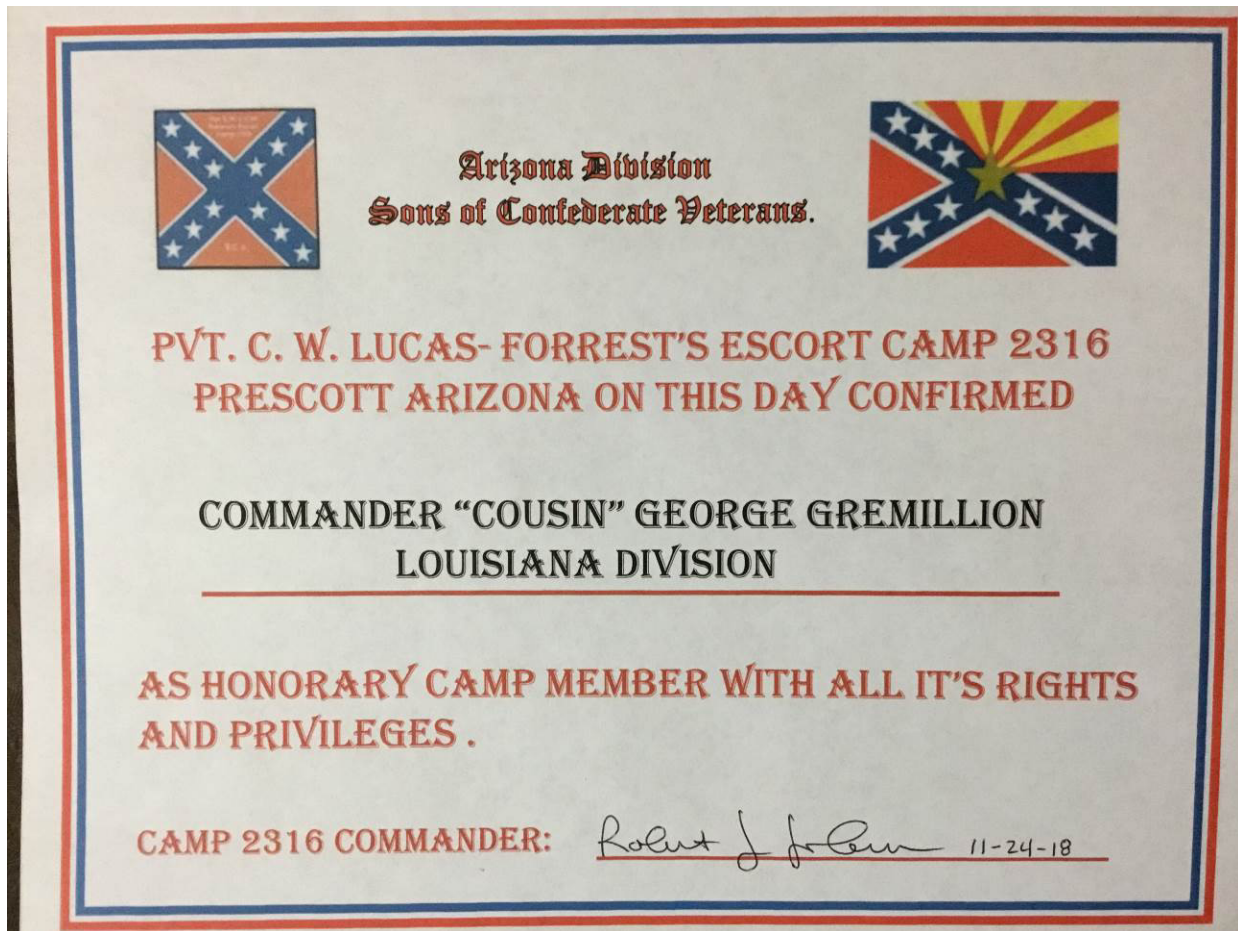 Arizona Division
Sons of Confederate Veterans.
PVT. C. W. LUCAS- FORREST'S ESCORT CAMP 2316
PRESCOTT ARIZONA ON THIS DAY CONFIRMED
COMMANDER “COUSIN” GEORGE GREMILLION
LOUISIANA DIVISION
AS HONORARY CAMP MEMBER WITH ALL IT'S RIGHTS
AND PRIVILEGES .
CAMP 2316 COMMANDER: Robert J 11-24-18